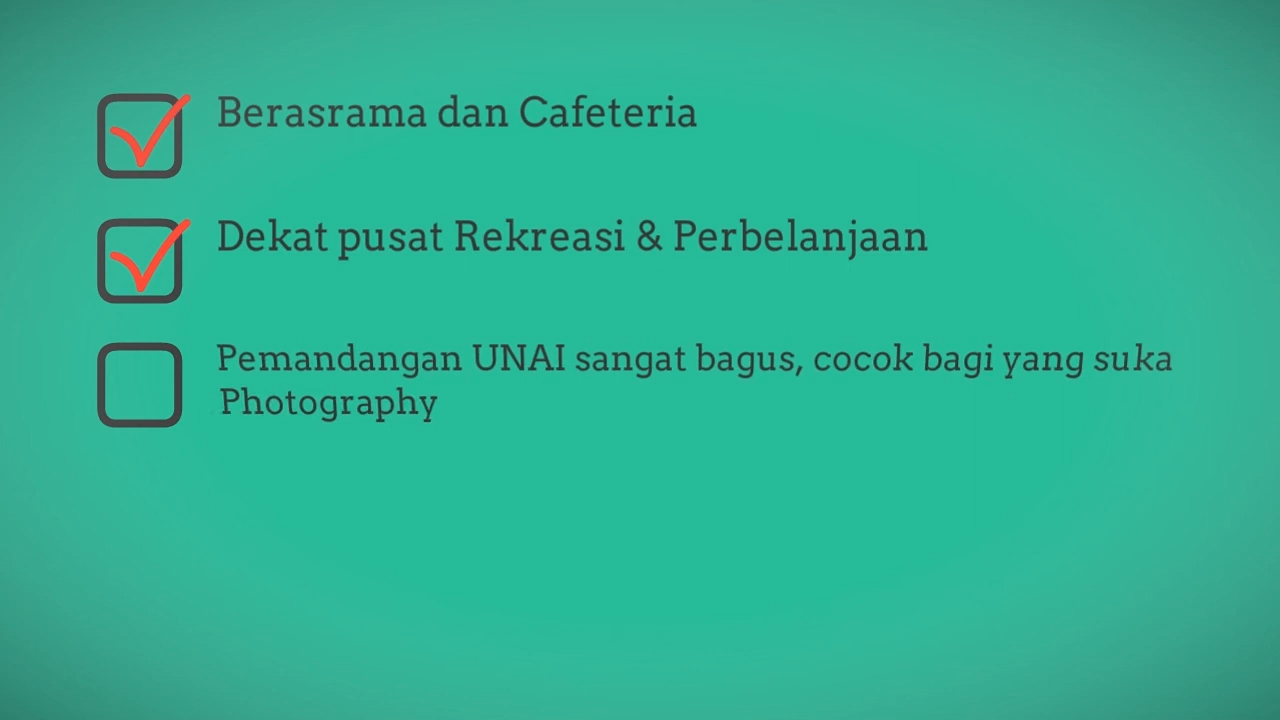 Berasrama dan Cafeteria
Dekat pusat Rekreasi & Perbelanjaan
Pemandangan UNAI sangat bagus, cocok bagi yang suka
Photography